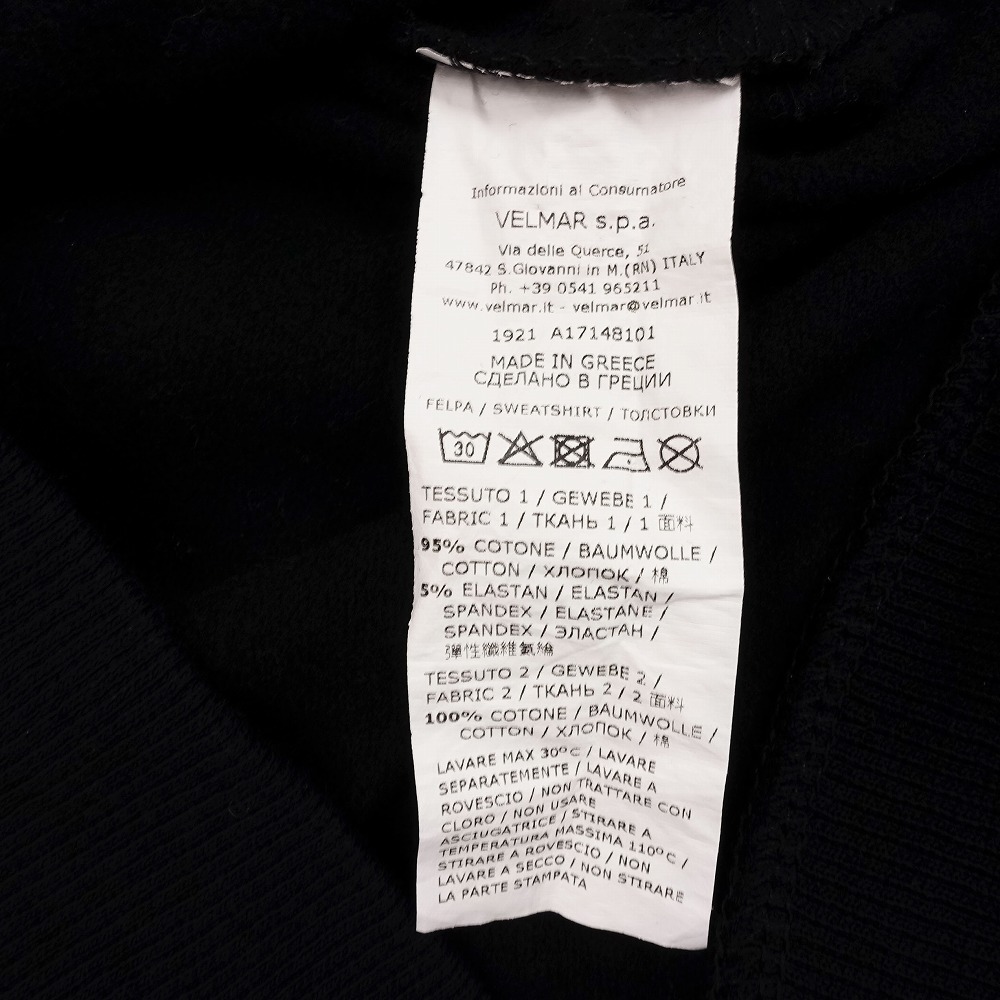 Informazioni al Consumatore
VELMAR s.p.a.
Via delle Querce, 51
47842 S.Giovanni in M.(RN) ITALY
Ph. +39 0541 965211
www.velmar.it - velmar@velmar.it
1921 A17148101
MADE IN GREECE
СДЕЛАНО В ГРЕЦИИ
FELPA / SWEATSHIRT / ТОЛСТОВКИ
30
TESSUTO 1 / GEWEBE 1 /
FABRIC 1 / ТКАНЬ 1 / 1 面料
95% COTONE / BAUMWOLLE /
COTTON / ХЛОПОК / 棉
5% ELASTAN / ELASTAN /
SPANDEX / ELASTANE /
SPANDEX / ЭЛАСТАН /
彈性纖維氨綸
TESSUTO 2 / GEWEBE 2 /
FABRIC 2 / ТКАНЬ 2 / 2 面料
100% COTONE / BAUMWOLLE /
COTTON / ХЛОПОК / 棉
LAVARE MAX 30°C / LAVARE
SEPARATEMENTE / LAVARE A
ROVESCIO / NON TRATTARE CON
CLORO / NON USARE
ASCIUGATRICE / STIRARE A
TEMPERATURA MASSIMA 110°C /
STIRARE A ROVESCIO / NON
LAVARE A SECCO / NON STIRARE
LA PARTE STAMPATA